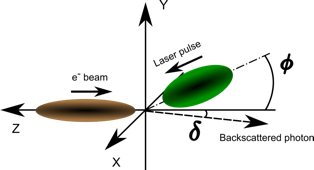 Y
e⁻ beam
Laser pulse
ϕ
Z
δ
Backscattered photon
X